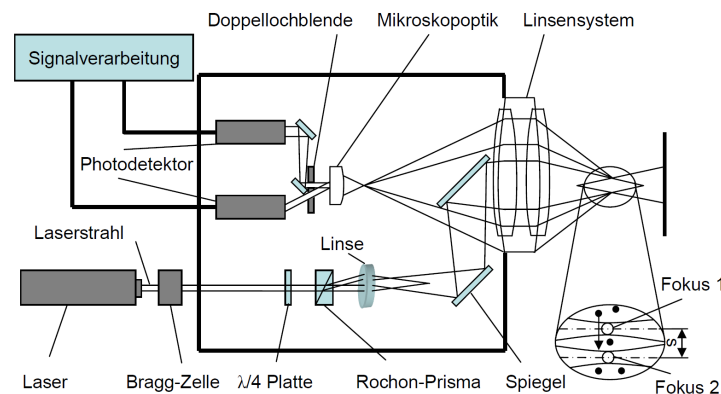 Doppellochblende
Mikroskopoptik
Linsensystem
Signalverarbeitung
Photodetektor
Laserstrahl
Linse
Fokus 1
s
Fokus 2
Laser
Bragg-Zelle
λ/4 Platte
Rochon-Prisma
Spiegel